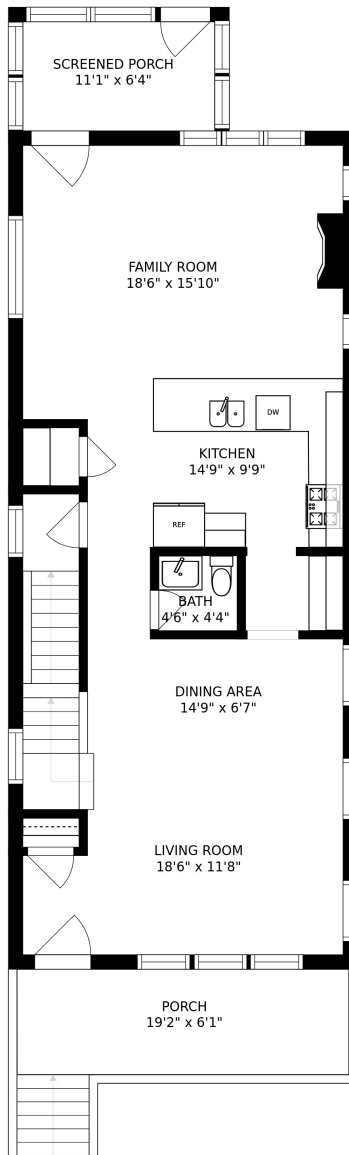 SCREENED PORCH
11'1" x 6'4"
FAMILY ROOM
18'6" x 15'10"
DW
KITCHEN
14'9" x 9'9"
REF
BATH
4'6" x 4'4"
DINING AREA
14'9" x 6'7"
LIVING ROOM
18'6" x 11'8"
PORCH
19'2" x 6'1"